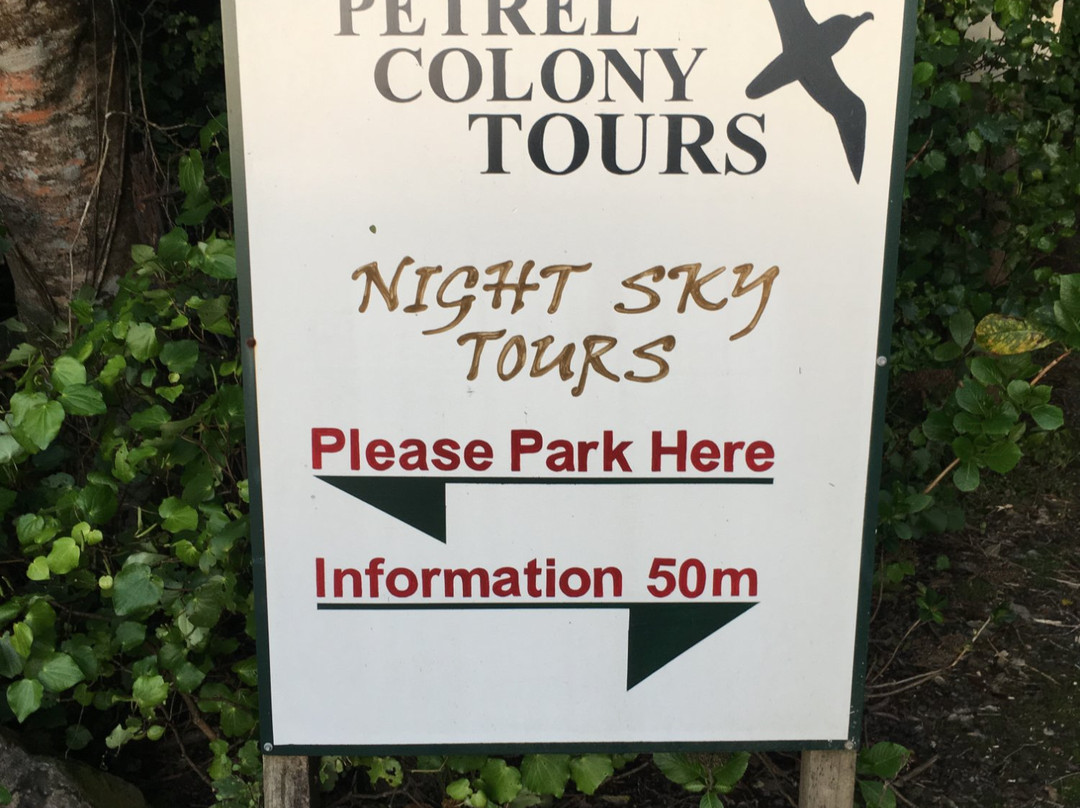 PETREL
COLONY
TOURS
NIGHT SKY
TOURS
Please Park Here
Information 50m